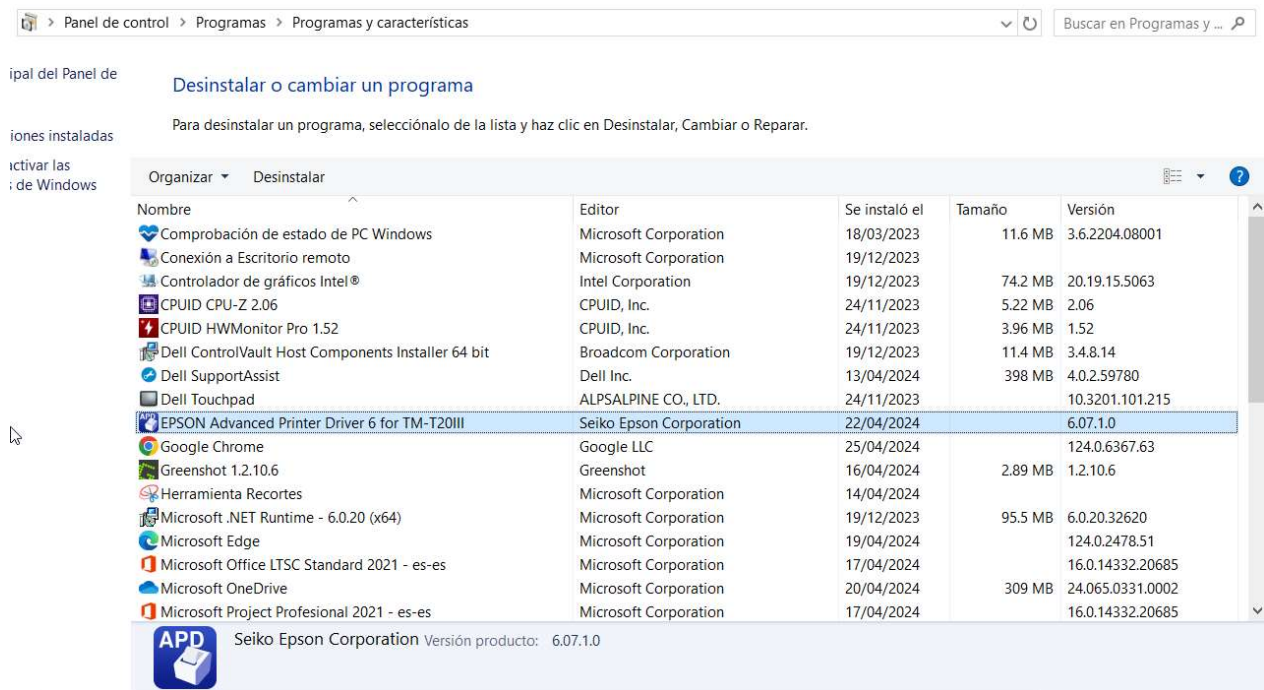 Panel de control > Programas > Programas y características
Buscar en Programas y ...
ipal del Panel de
iones instaladas
activar las
s de Windows
Desinstalar o cambiar un programa
Para desinstalar un programa, selecciónalo de la lista y haz clic en Desinstalar, Cambiar o Reparar.
Organizar Desinstalar
?
Nombre Editor Se instaló el Tamaño Versión
Comprobación de estado de PC Windows Microsoft Corporation 18/03/2023 11.6 MB 3.6.2204.08001
Conexión a Escritorio remoto Microsoft Corporation 19/12/2023
Controlador de gráficos Intel® Intel Corporation 19/12/2023 74.2 MB 20.19.15.5063
CPUID CPU-Z 2.06 CPUID, Inc. 24/11/2023 5.22 MB 2.06
CPUID HWMonitor Pro 1.52 CPUID, Inc. 24/11/2023 3.96 MB 1.52
Dell ControlVault Host Components Installer 64 bit Broadcom Corporation 19/12/2023 11.4 MB 3.4.8.14
Dell SupportAssist Dell Inc. 13/04/2024 398 MB 4.0.2.59780
Dell Touchpad ALPSALPINE CO., LTD. 24/11/2023 10.3201.101.215
APD EPSON Advanced Printer Driver 6 for TM-T20III Seiko Epson Corporation 22/04/2024 6.07.1.0
Google Chrome Google LLC 25/04/2024 124.0.6367.63
Greenshot 1.2.10.6 Greenshot 16/04/2024 2.89 MB 1.2.10.6
Herramienta Recortes Microsoft Corporation 14/04/2024
Microsoft .NET Runtime - 6.0.20 (x64) Microsoft Corporation 19/12/2023 95.5 MB 6.0.20.32620
Microsoft Edge Microsoft Corporation 19/04/2024 124.0.2478.51
Microsoft Office LTSC Standard 2021 - es-es Microsoft Corporation 17/04/2024 16.0.14332.20685
Microsoft OneDrive Microsoft Corporation 20/04/2024 309 MB 24.065.0331.0002
Microsoft Project Profesional 2021 - es-es Microsoft Corporation 17/04/2024 16.0.14332.20685
APD Seiko Epson Corporation Versión producto: 6.07.1.0